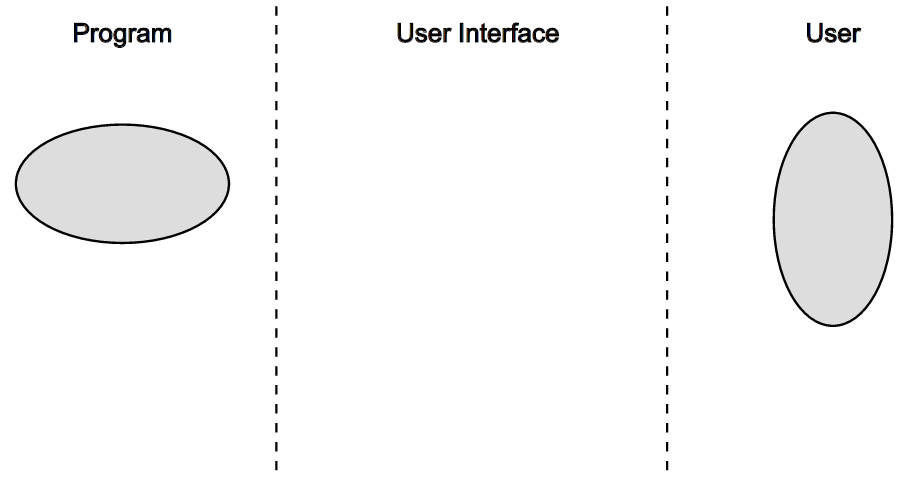 Program
User Interface
User